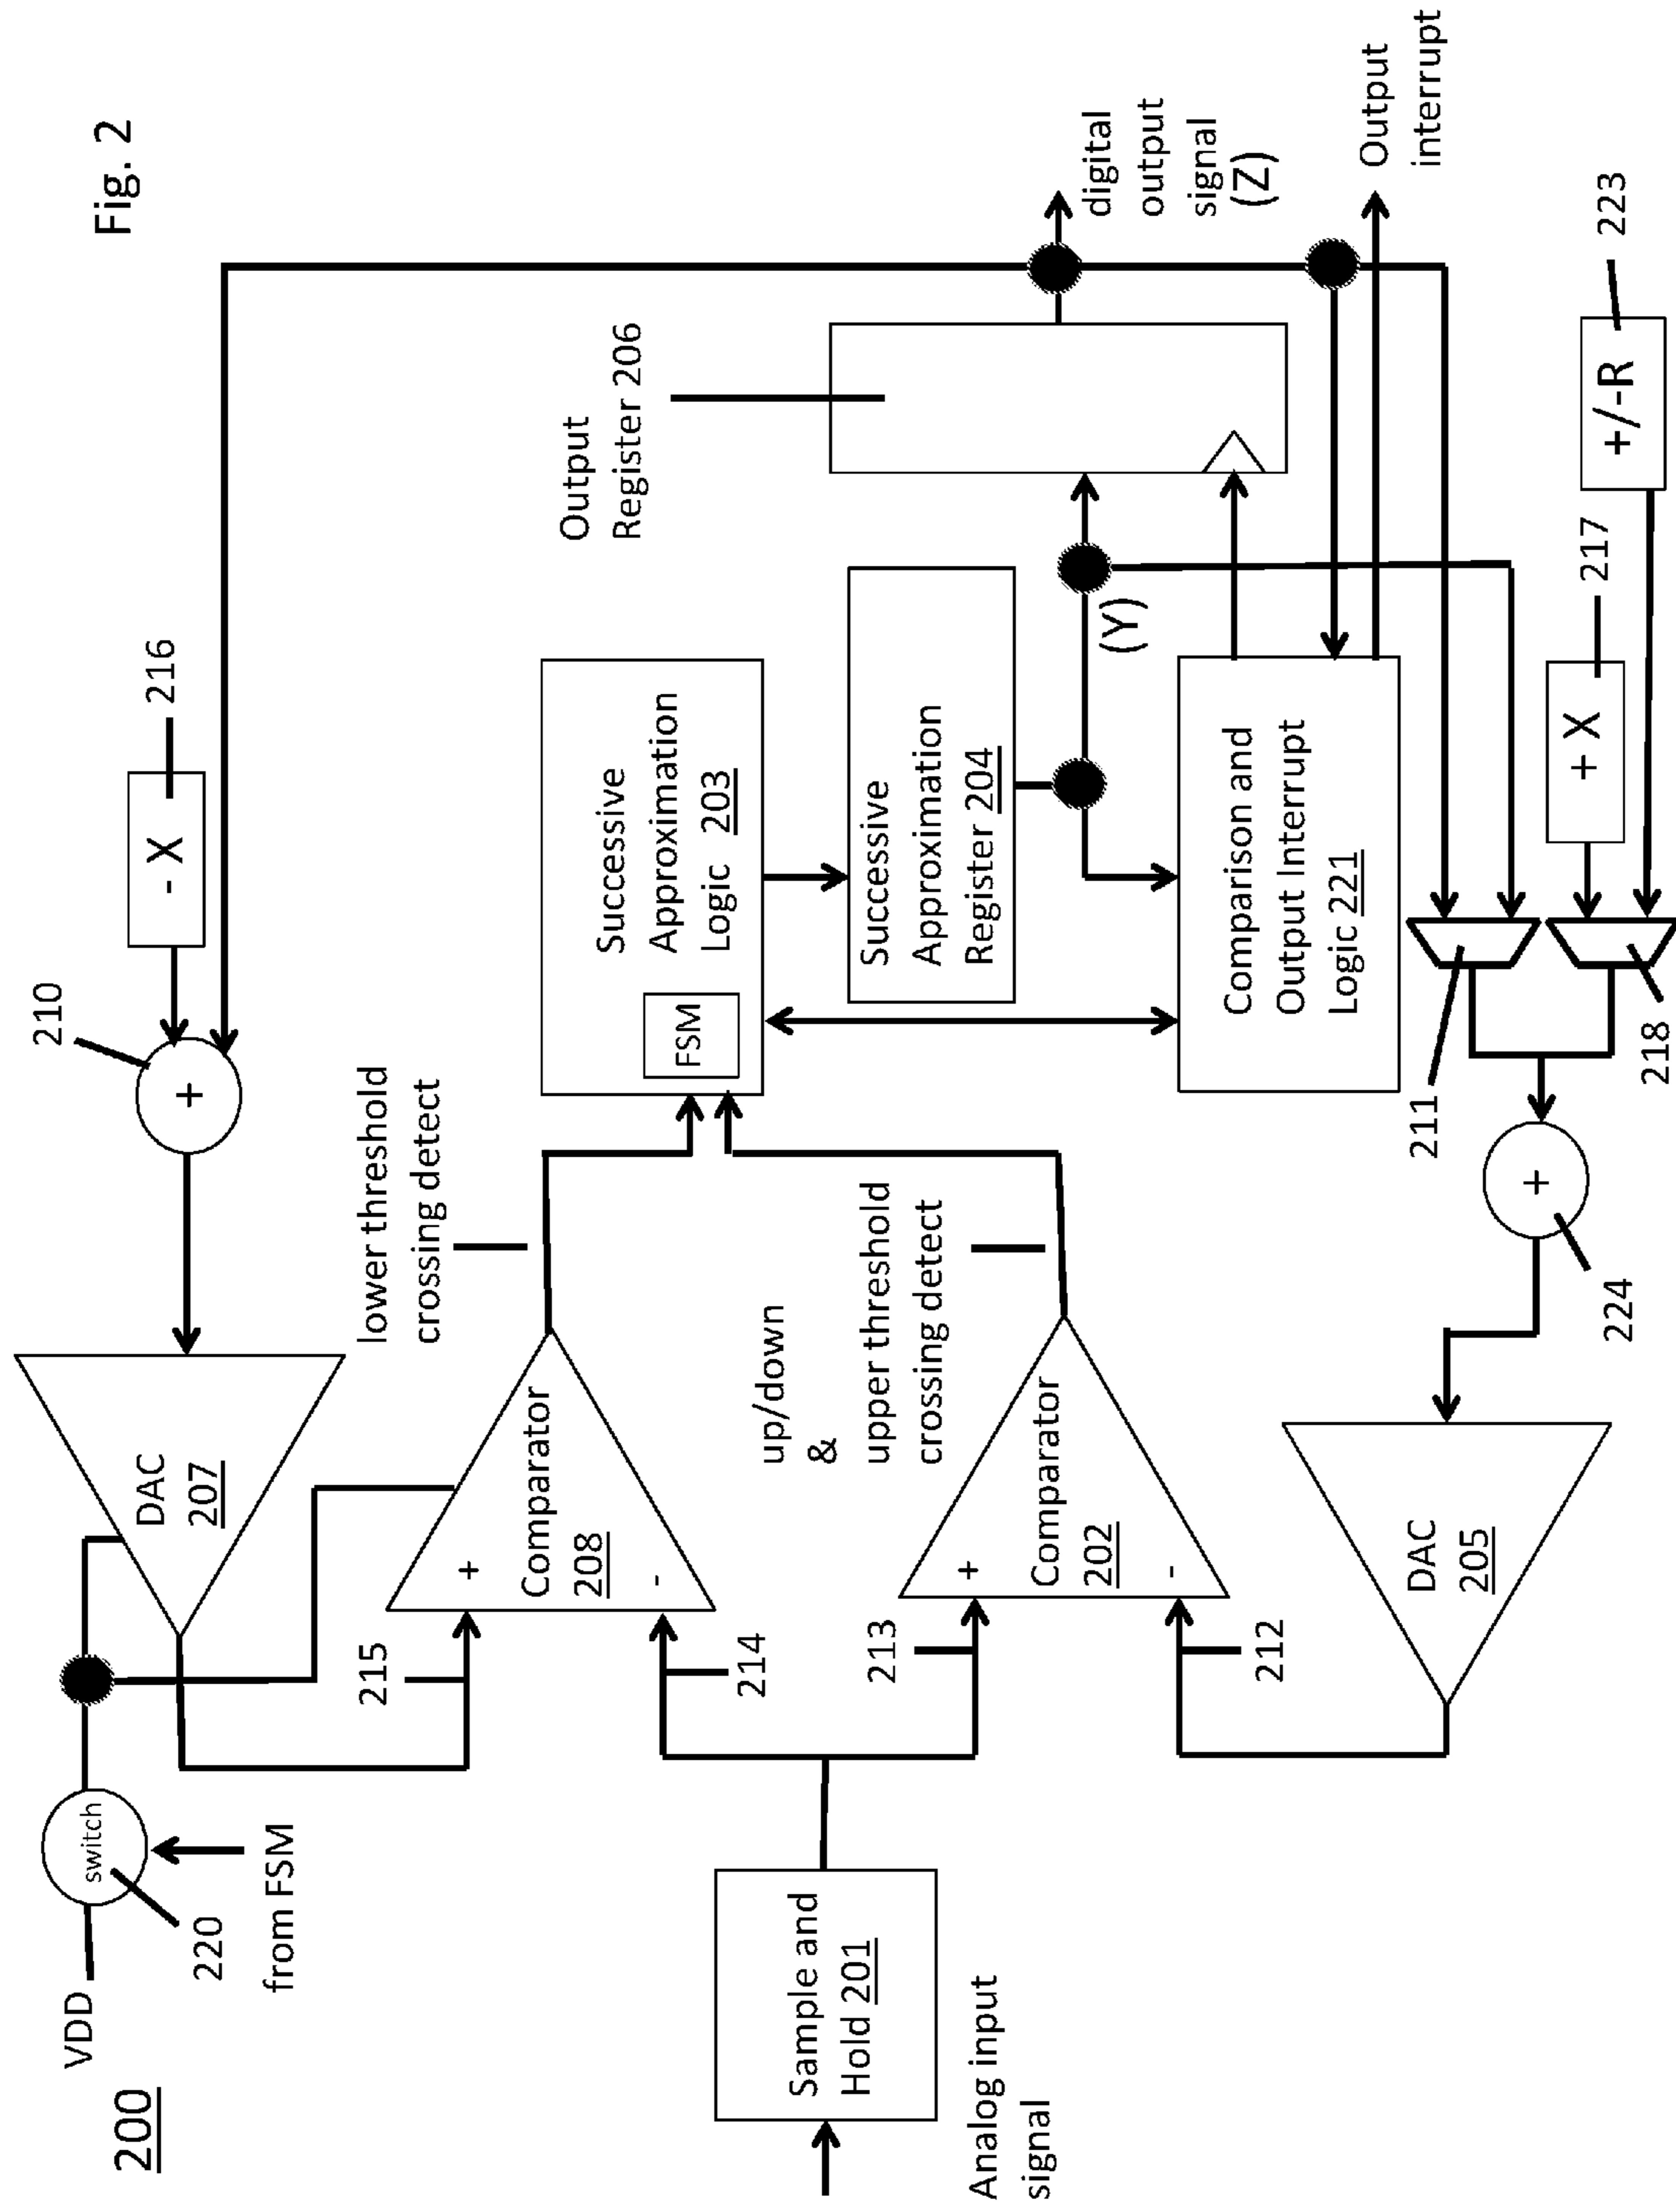 Fig. 2
200
VDD
switch
220
from FSM
DAC
207
210
+
- X
216
215
+
Comparator
208
-
214
lower threshold
crossing detect
Successive
Approximation
Logic 203
FSM
Output
Register 206
Sample and
Hold 201
Analog input
signal
213
+
Comparator
202
-
212
up/down
&
upper threshold
crossing detect
Successive
Approximation
Register 204
(Y)
digital
output
signal
(Z)
Comparison and
Output Interrupt
Logic 221
Output
interrupt
DAC
205
224
+
211
218
+ X
217
+/-R
223